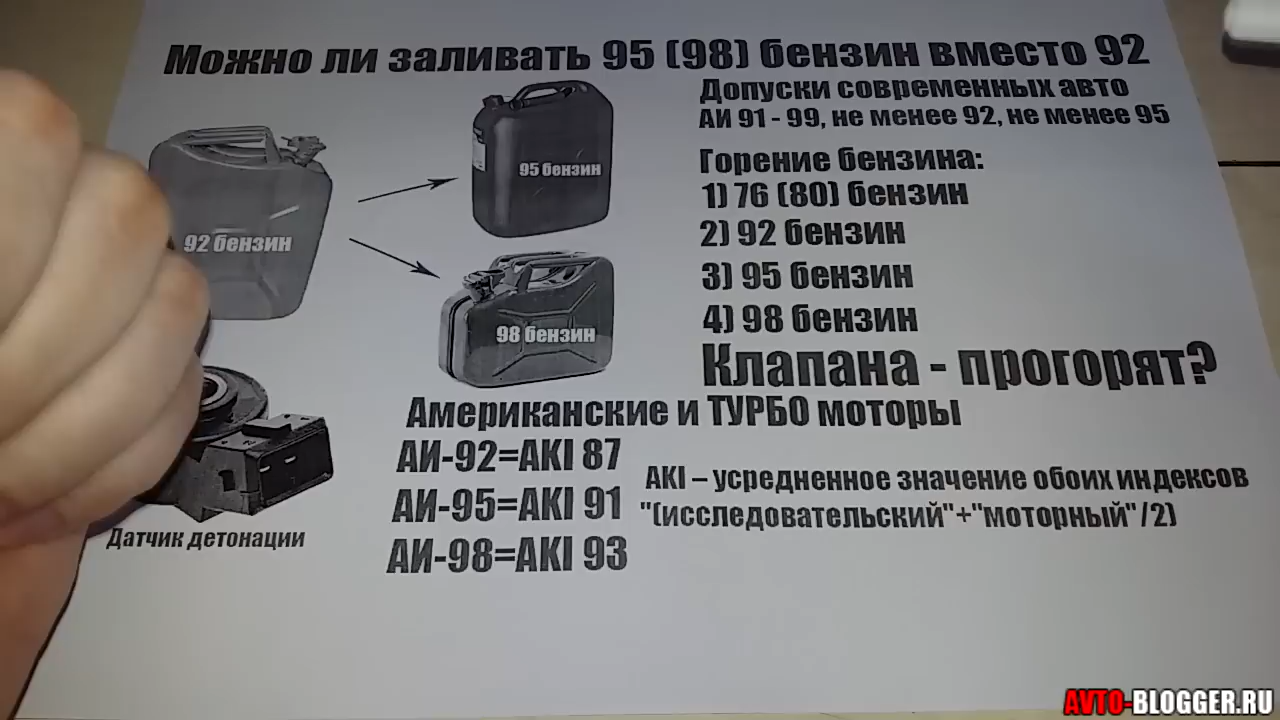 Можно ли заливать 95 (98) бензин вместо 92
92 бензин
95 бензин
98 бензин
Датчик детонации
Допуски современных авто
АИ 91 - 99, не менее 92, не менее 95
Горение бензина:
1) 76 (80) бензин
2) 92 бензин
3) 95 бензин
4) 98 бензин
Клапана - прогорят?
Американские и ТУРБО моторы
АИ-92=AKI 87
АИ-95=AKI 91
АИ-98=AKI 93
AKI – усредненное значение обоих индексов
"(исследовательский"+"моторный"/2)
AVTO-BLOGGER.RU